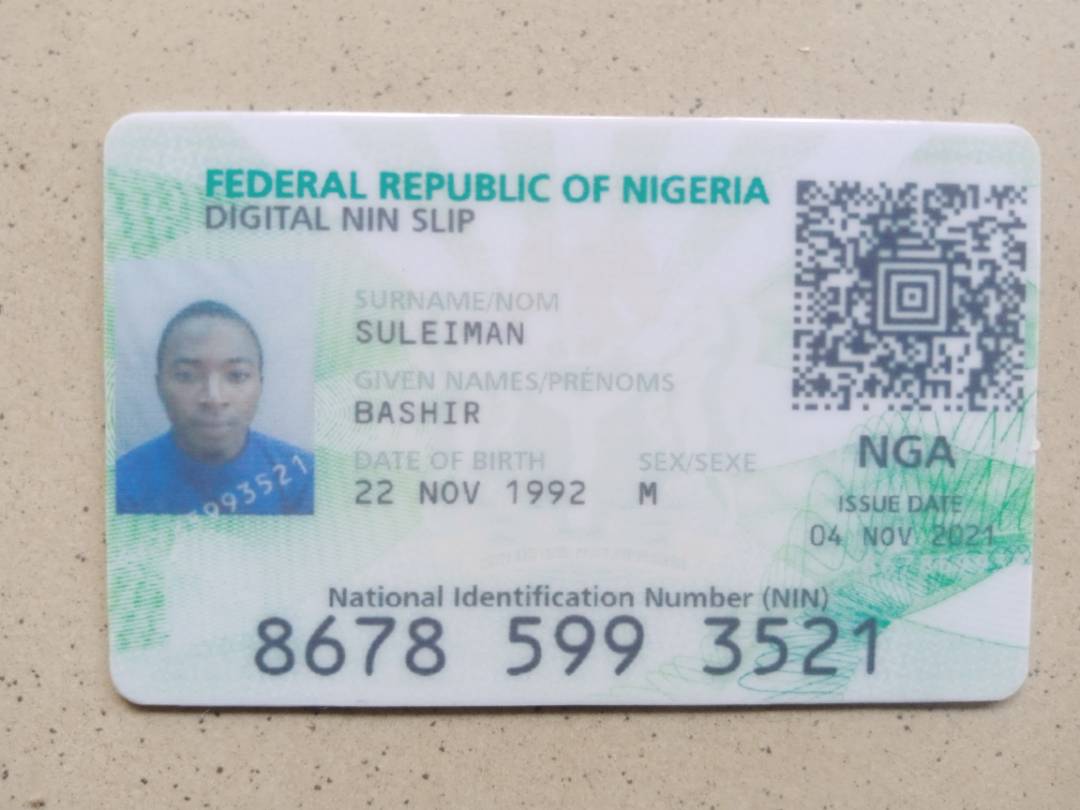 FEDERAL REPUBLIC OF NIGERIA
DIGITAL NIN SLIP
SURNAME/NOM
SULEIMAN
GIVEN NAMES/PRÉNOMS
BASHIR
DATE OF BIRTH SEX/SEXE
22 NOV 1992 M
NGA
ISSUE DATE
04 NOV 2021
National Identification Number (NIN)
8678 599 3521